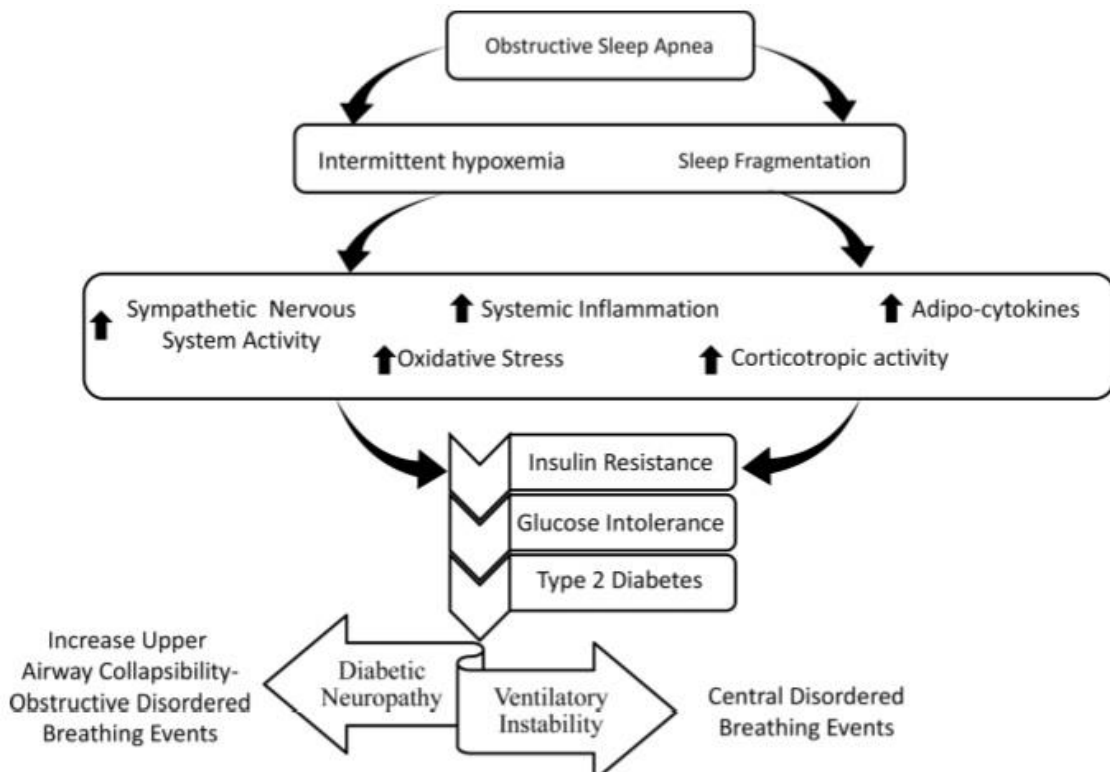 Obstructive Sleep Apnea
Intermittent hypoxemia
Sleep Fragmentation
Sympathetic Nervous
System Activity
Systemic Inflammation
Adipo-cytokines
Oxidative Stress
Corticotropic activity
Insulin Resistance
Glucose Intolerance
Type 2 Diabetes
Increase Upper
Airway Collapsibility-
Obstructive Disordered
Breathing Events
Diabetic
Neuropathy
Ventilatory
Instability
Central Disordered
Breathing Events